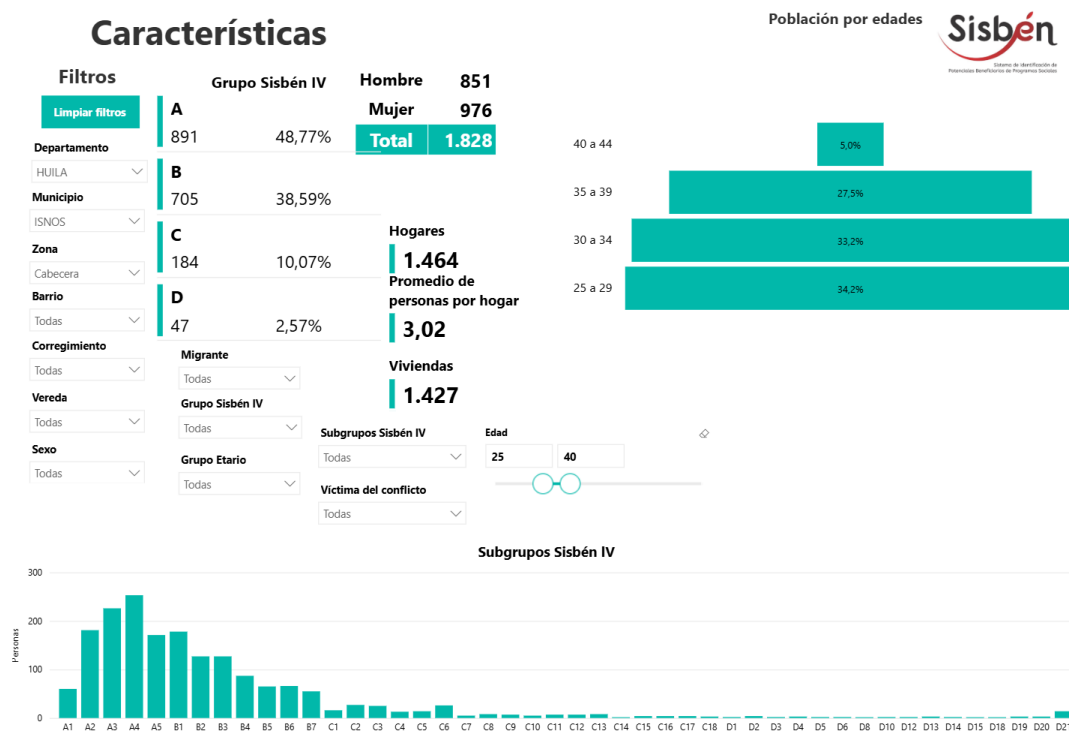 Características
Población por edades
Sisbén
Sistema de Identificación de
Potenciales Beneficiarios de Programas Sociales
Filtros
Limpiar filtros
Departamento
HUILA
Municipio
ISNOS
Zona
Cabecera
Barrio
Todas
Corregimiento
Todas
Vereda
Todas
Sexo
Todas
Grupo Sisbén IV
A
891 48,77%
B
705 38,59%
C
184 10,07%
D
47 2,57%
Hombre 851
Mujer 976
Total 1.828
Hogares
1.464
Promedio de
personas por hogar
3,02
Viviendas
1.427
Migrante
Todas
Grupo Sisbén IV
Todas
Grupo Etario
Todas
Subgrupos Sisbén IV
Todas
Víctima del conflicto
Todas
Edad
25 40
40 a 44 5,0%
35 a 39 27,5%
30 a 34 33,2%
25 a 29 34,2%
Subgrupos Sisbén IV
Personas
300
200
100
0
A1 A2 A3 A4 A5 B1 B2 B3 B4 B5 B6 B7 C1 C2 C3 C4 C5 C6 C7 C8 C9 C10 C11 C12 C13 C14 C15 C16 C17 C18 D1 D2 D3 D4 D5 D6 D8 D10 D12 D13 D14 D15 D18 D19 D20 D21